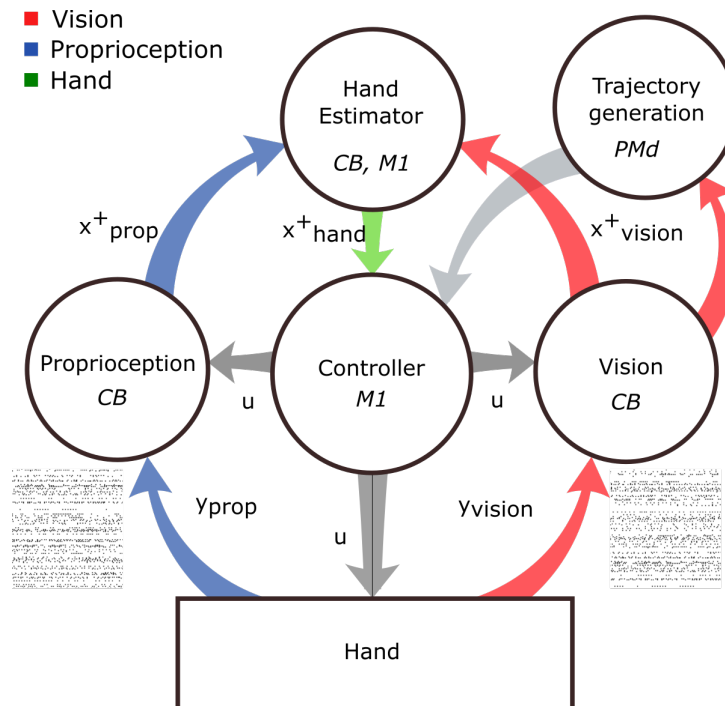 Vision
Proprioception
Hand
Hand
Estimator
CB, M1
Trajectory
generation
PMd
x+prop
x+hand
x+vision
Proprioception
CB
Controller
M1
Vision
CB
u
u
yprop
u
yvision
Hand